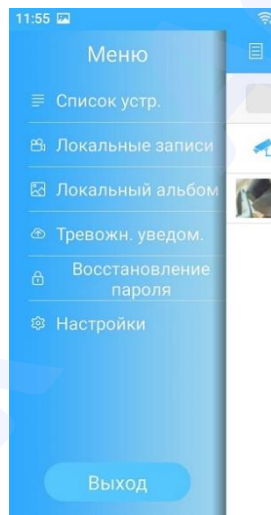 11:55
Меню
Список устр.
Локальные записи
Локальный альбом
Тревожн. уведом.
Восстановление
пароля
Настройки
Выход